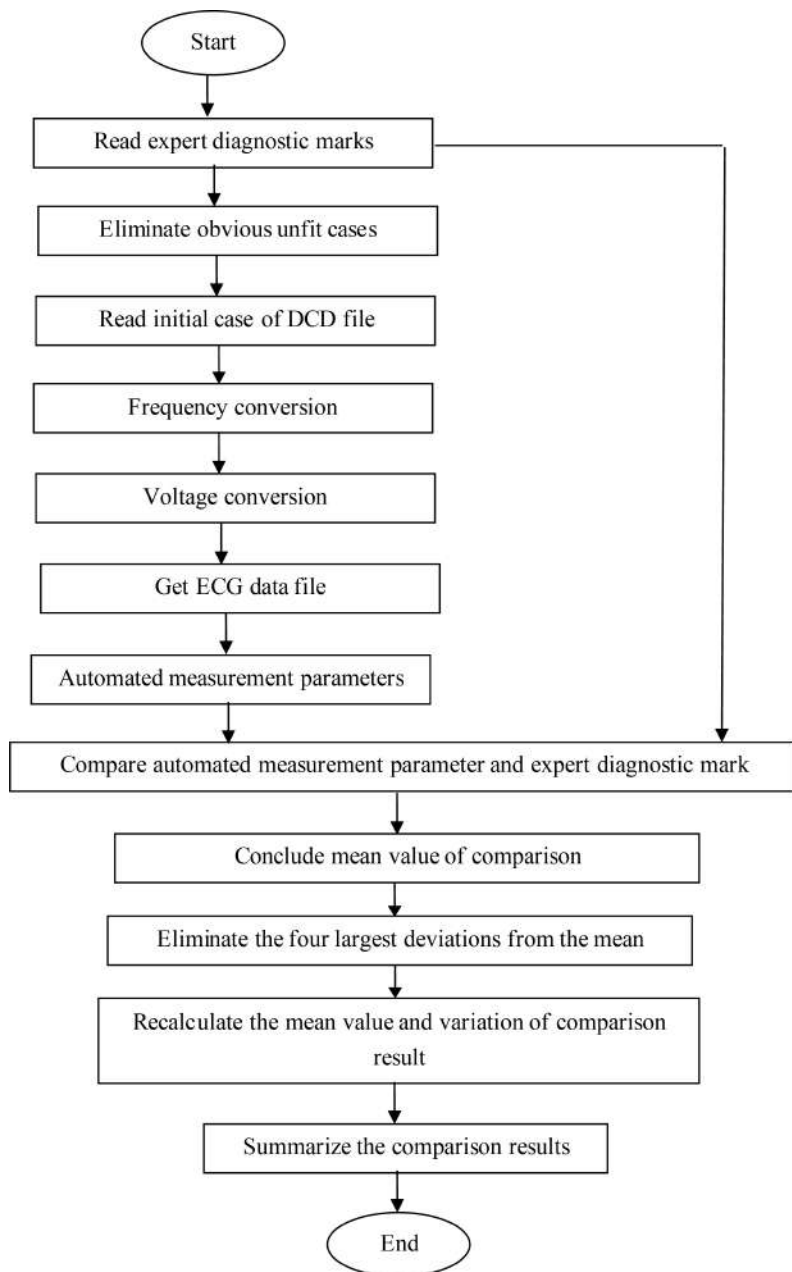 Start
Read expert diagnostic marks
Eliminate obvious unfit cases
Read initial case of DCD file
Frequency conversion
Voltage conversion
Get ECG data file
Automated measurement parameters
Compare automated measurement parameter and expert diagnostic mark
Conclude mean value of comparison
Eliminate the four largest deviations from the mean
Recalculate the mean value and variation of comparison
result
Summarize the comparison results
End